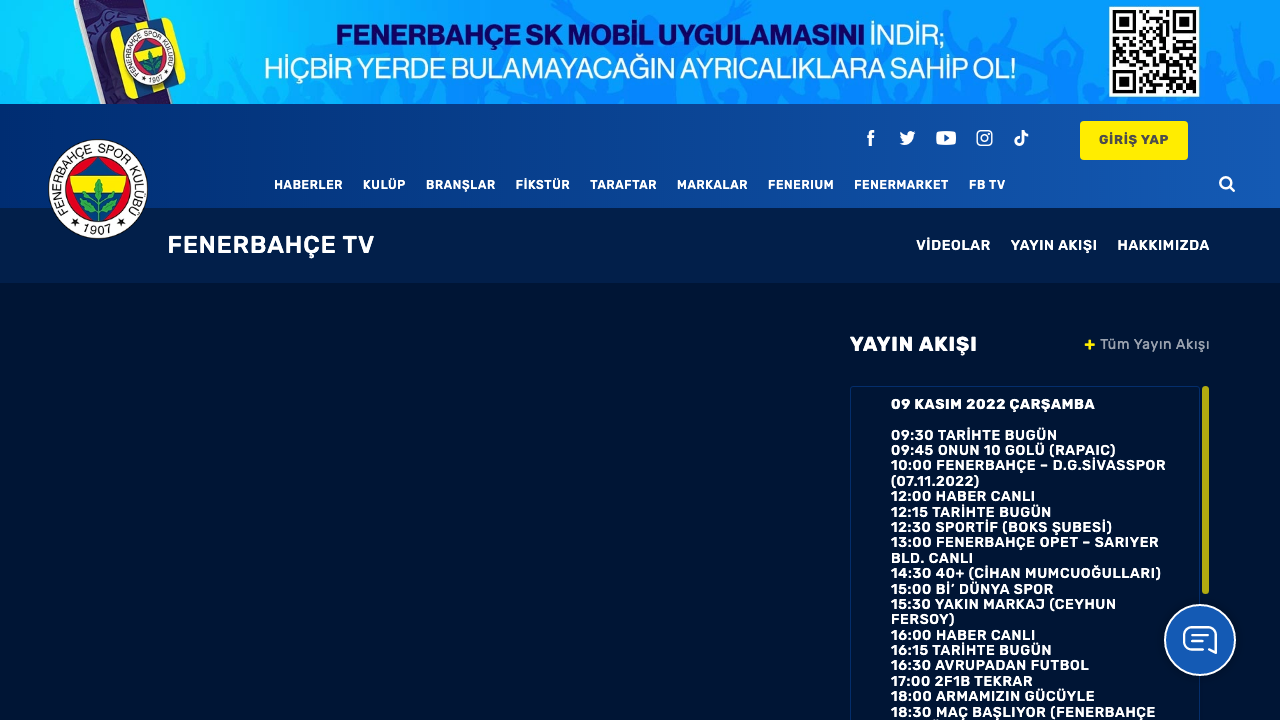 FENERBAHÇE SK MOBİL UYGULAMASINI İNDİR;
HİÇBİR YERDE BULAMAYACAĞIN AYRICALIKLARA SAHİP OL!
GİRİŞ YAP
FENERBAHÇE SPOR KULÜBÜ
1907
HABERLER KULÜP BRANŞLAR FİKSTÜR TARAFTAR MARKALAR FENERIUM FENERMARKET FB TV
FENERBAHÇE TV
VİDEOLAR YAYIN AKIŞI HAKKIMIZDA
YAYIN AKIŞI
+ Tüm Yayın Akışı
09 KASIM 2022 ÇARŞAMBA
09:30 TARİHTE BUGÜN
09:45 ONUN 10 GOLÜ (RAPAIC)
10:00 FENERBAHÇE – D.G.SİVASSPOR
(07.11.2022)
12:00 HABER CANLI
12:15 TARİHTE BUGÜN
12:30 SPORTİF (BOKS ŞUBESİ)
13:00 FENERBAHÇE OPET – SARIYER
BLD. CANLI
14:30 40+ (CİHAN MUMCUOĞULLARI)
15:00 Bİ’ DÜNYA SPOR
15:30 YAKIN MARKAJ (CEYHUN
FERSOY)
16:00 HABER CANLI
16:15 TARİHTE BUGÜN
16:30 AVRUPADAN FUTBOL
17:00 2F1B TEKRAR
18:00 ARMAMIZIN GÜCÜYLE
18:30 MAÇ BAŞLIYOR (FENERBAHÇE